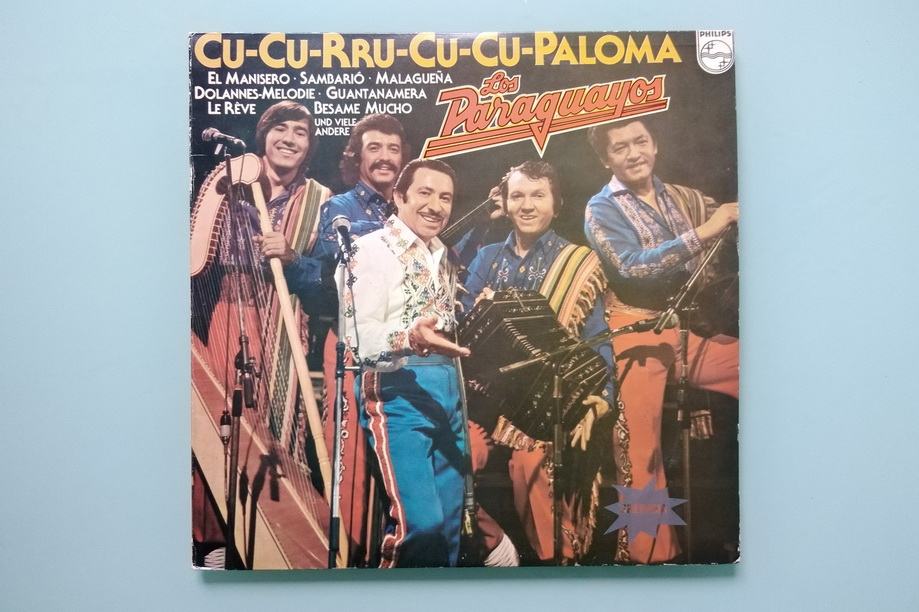 CU-CU-RRU-CU-CU-PALOMA
PHILIPS
EL MANISERO · SAMBARIÓ · MALAGUEÑA
DOLANNES-MELODIE · GUANTANAMERA
LE RÊVE BESAME MUCHO
UND VIELE
ANDERE
Los
Paraguayos